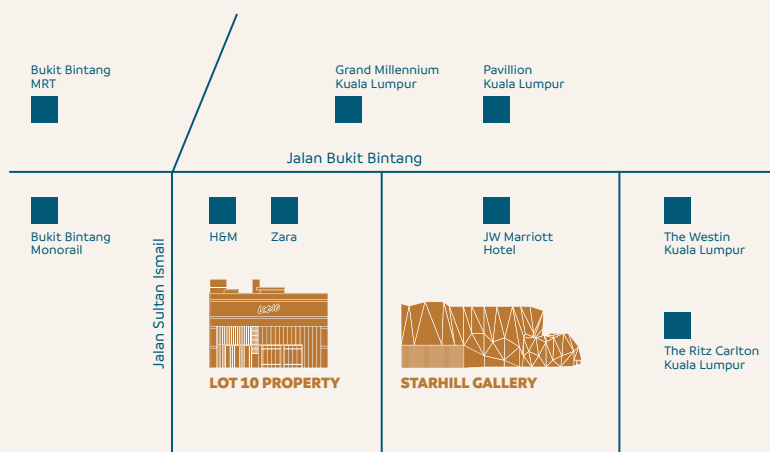 Bukit Bintang
MRT
Grand Millennium
Kuala Lumpur
Pavillion
Kuala Lumpur
Jalan Bukit Bintang
Bukit Bintang
Monorail
Jalan Sultan Ismail
H&M
Zara
JW Marriott
Hotel
The Westin
Kuala Lumpur
LOT10
LOT 10 PROPERTY
STARHILL GALLERY
The Ritz Carlton
Kuala Lumpur